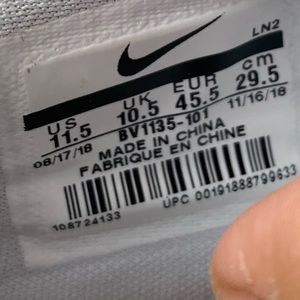 LN2
US UK EUR cm
11.5 10.5 45.5 29.5
08/17/18 BV1135-101 11/16/18
MADE IN CHINA
FABRIQUE EN CHINE
108724133
UPC 00191888799633